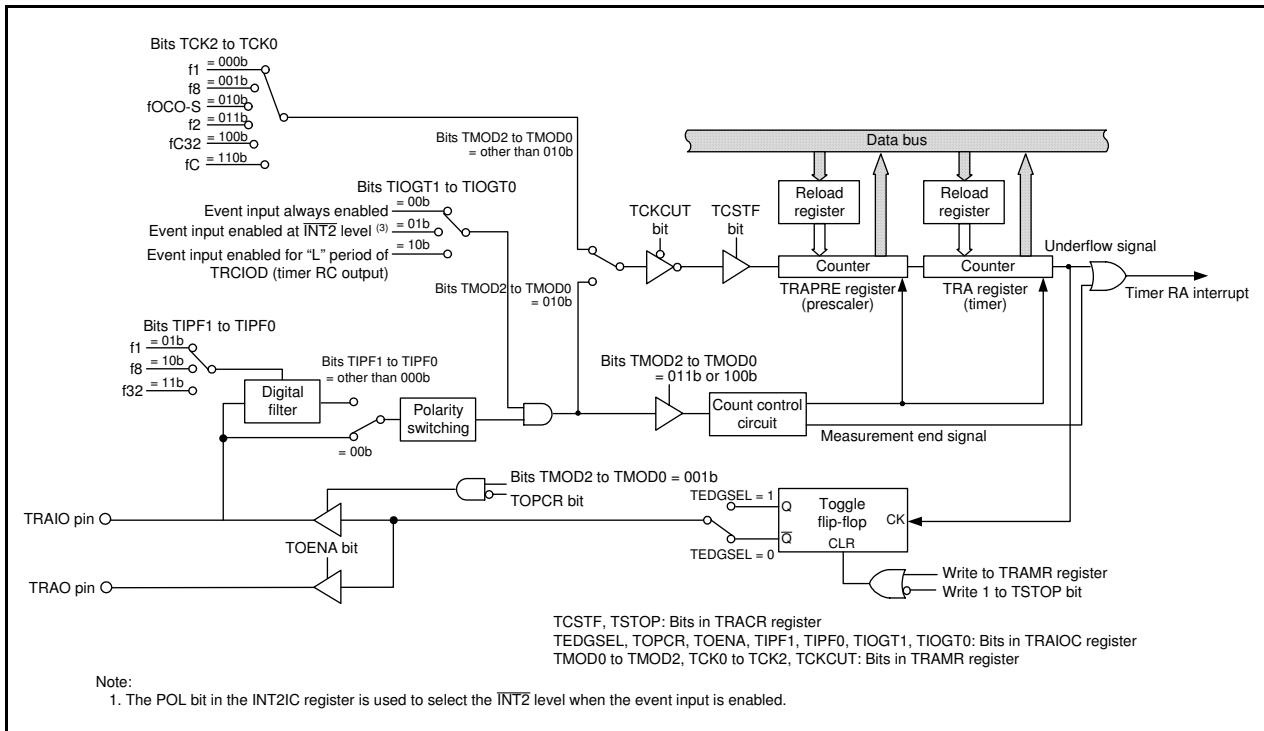 Bits TCK2 to TCK0
f1 = 000b
f8 = 001b
fOCO-S = 010b
f2 = 011b
fC32 = 100b
fC = 110b
Bits TMOD2 to TMOD0
= other than 010b
Data bus
Bits TIOGT1 to TIOGT0
Event input always enabled = 00b
Event input enabled at INT2 level (3) = 01b
Event input enabled for “L” period of = 10b
TRCIOD (timer RC output)
TCKCUT
bit
TCSTF
bit
Reload
register
Reload
register
Underflow signal
Counter
Counter
TRAPRE register
(prescaler)
TRA register
(timer)
Timer RA interrupt
Bits TMOD2 to TMOD0
= 010b
Bits TIPF1 to TIPF0
f1 = 01b
f8 = 10b
f32 = 11b
Bits TIPF1 to TIPF0
= other than 000b
Digital
filter
= 00b
Polarity
switching
Bits TMOD2 to TMOD0
= 011b or 100b
Count control
circuit
Measurement end signal
Bits TMOD2 to TMOD0 = 001b
TOPCR bit
TRAIO pin
TOENA bit
TRAO pin
TEDGSEL = 1
TEDGSEL = 0
Q
Q
Toggle
flip-flop
CK
CLR
Write to TRAMR register
Write 1 to TSTOP bit
TCSTF, TSTOP: Bits in TRACR register
TEDGSEL, TOPCR, TOENA, TIPF1, TIPF0, TIOGT1, TIOGT0: Bits in TRAIOC register
TMOD0 to TMOD2, TCK0 to TCK2, TCKCUT: Bits in TRAMR register
Note:
1. The POL bit in the INT2IC register is used to select the INT2 level when the event input is enabled.